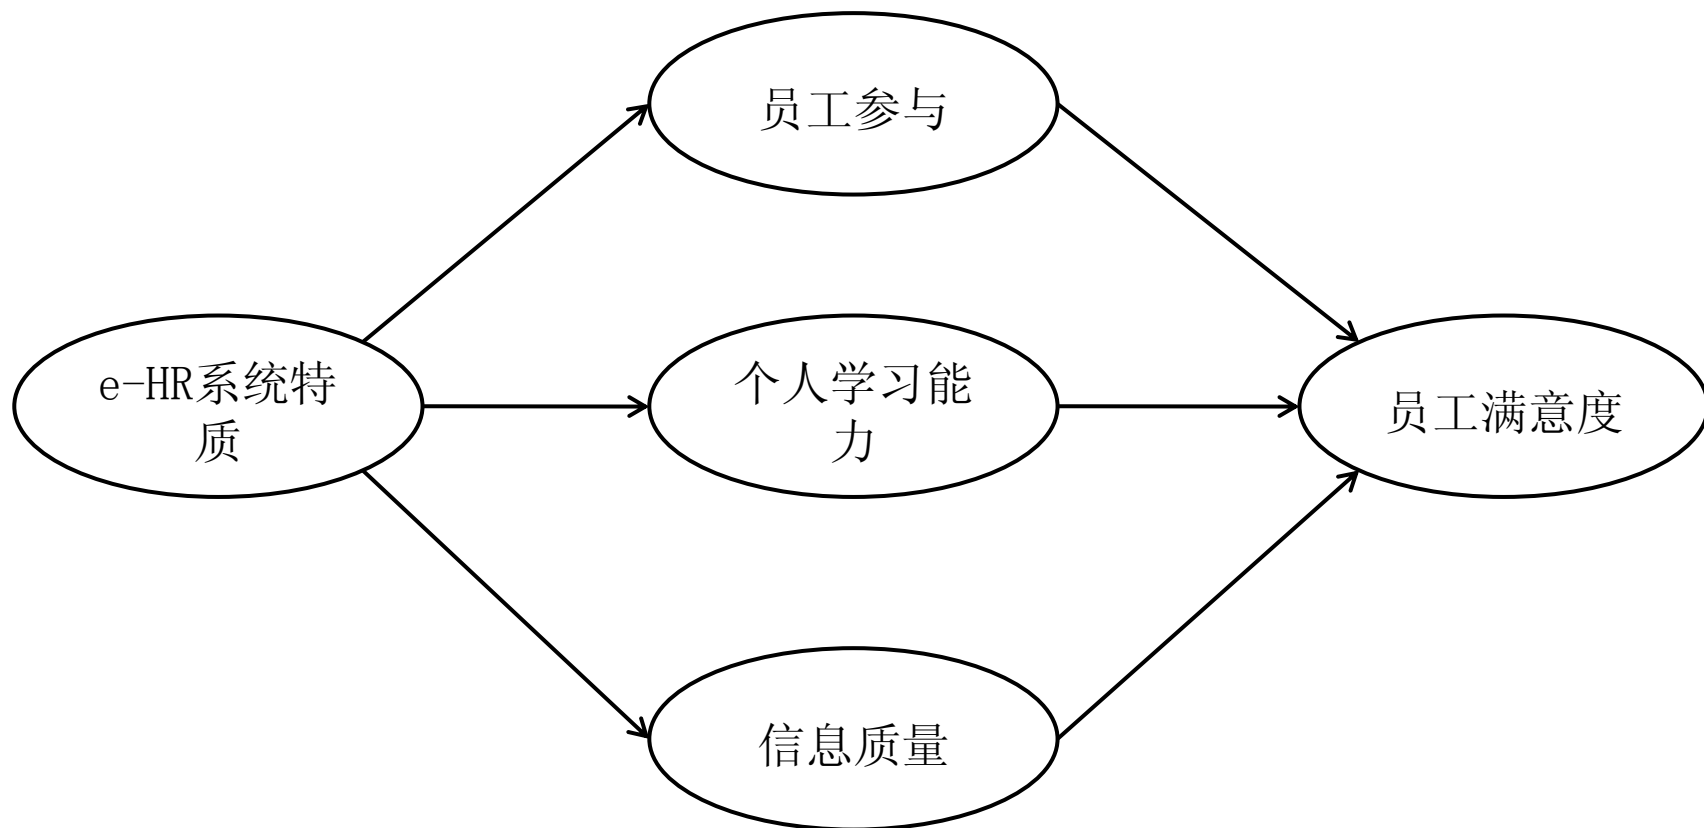 员工参与
e-HR系统特
质
个人学习能
力
员工满意度
信息质量